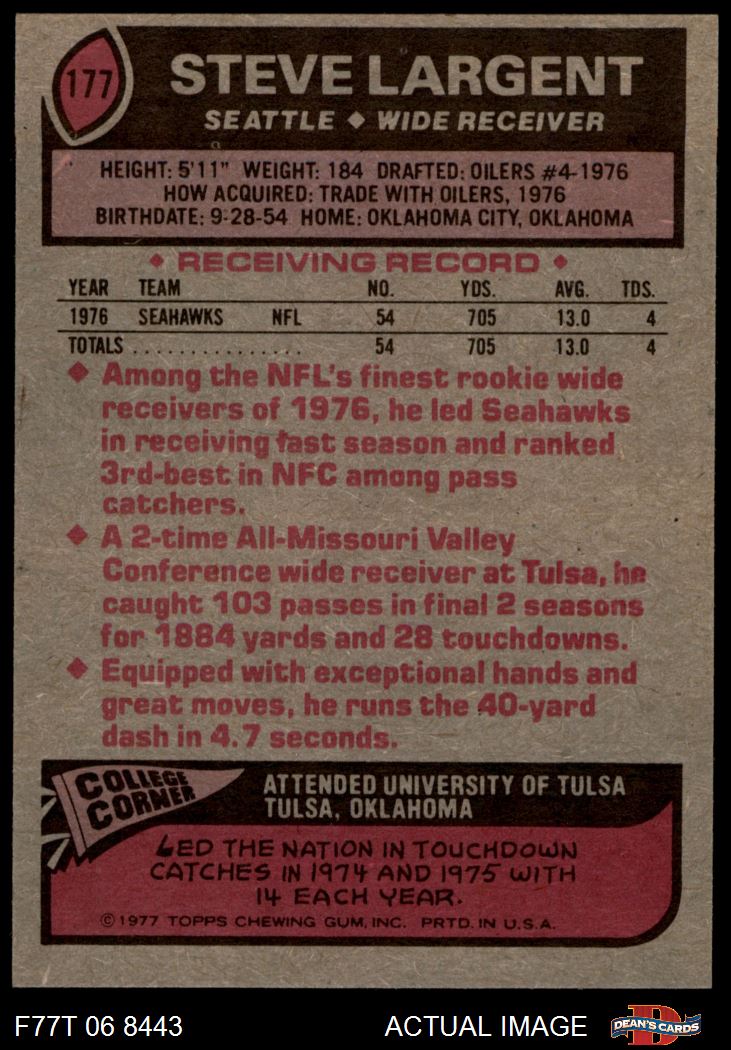 177
STEVE LARGENT
SEATTLE ◆ WIDE RECEIVER
HEIGHT: 5'11" WEIGHT: 184 DRAFTED: OILERS #4-1976
HOW ACQUIRED: TRADE WITH OILERS, 1976
BIRTHDATE: 9-28-54 HOME: OKLAHOMA CITY, OKLAHOMA
◆ RECEIVING RECORD ◆
YEAR TEAM NO. YDS. AVG. TDS.
1976 SEAHAWKS NFL 54 705 13.0 4
TOTALS . . . . . . . . . . . . . . . . 54 705 13.0 4
◆ Among the NFL's finest rookie wide
receivers of 1976, he led Seahawks
in receiving last season and ranked
3rd-best in NFC among pass
catchers.
◆ A 2-time All-Missouri Valley
Conference wide receiver at Tulsa, he
caught 103 passes in final 2 seasons
for 1884 yards and 28 touchdowns.
◆ Equipped with exceptional hands and
great moves, he runs the 40-yard
dash in 4.7 seconds.
COLLEGE
CORNER
ATTENDED UNIVERSITY OF TULSA
TULSA, OKLAHOMA
LED THE NATION IN TOUCHDOWN
CATCHES IN 1974 AND 1975 WITH
14 EACH YEAR.
© 1977 TOPPS CHEWING GUM, INC. PRTD. IN U.S.A.
F77T 06 8443 ACTUAL IMAGE
D
DEAN'S CARDS